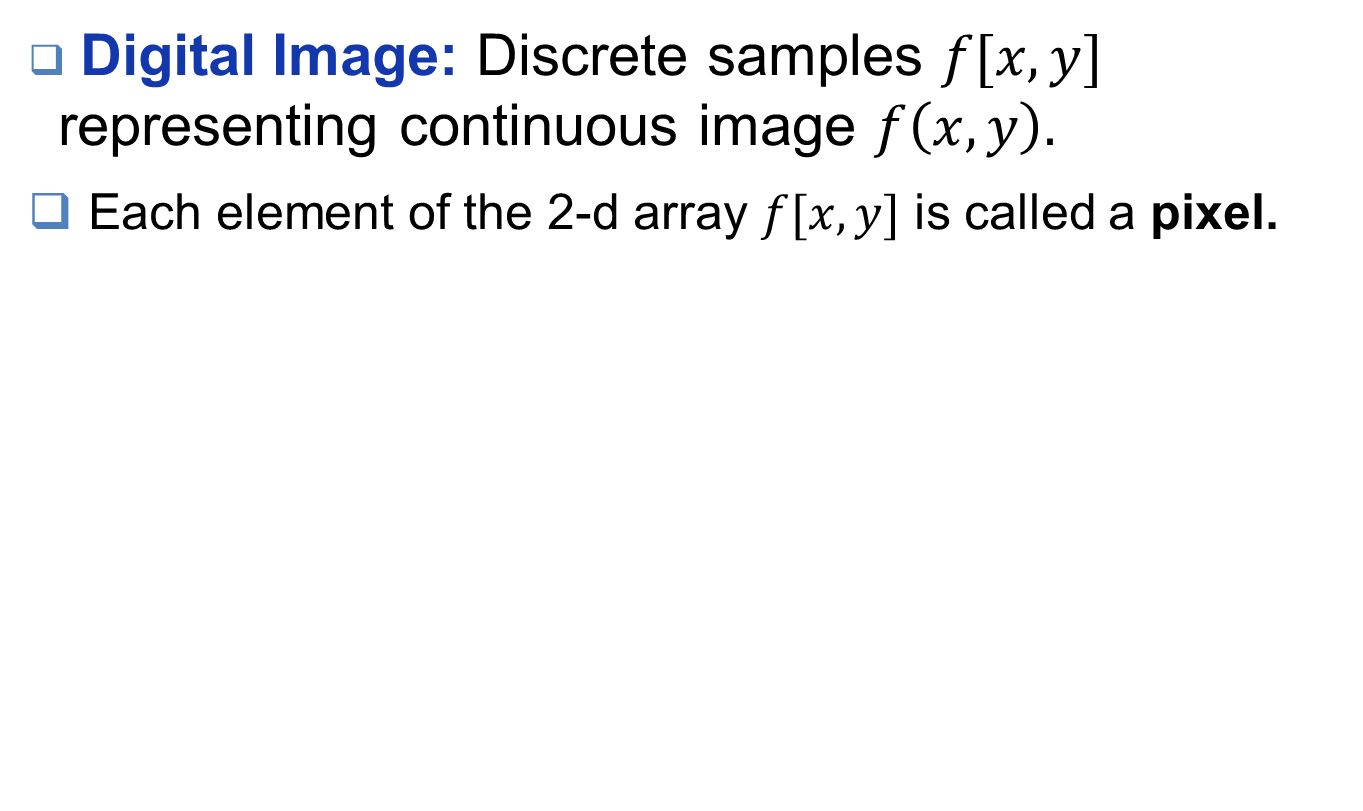 ❑ Digital Image: Discrete samples f[x, y]
representing continuous image f(x, y).
❑ Each element of the 2-d array f[x, y] is called a pixel.